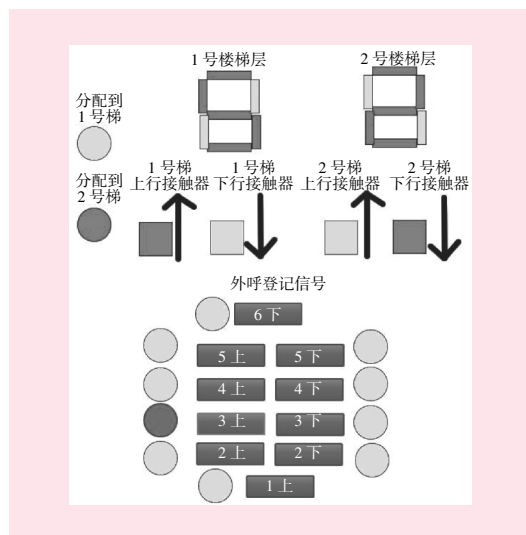 1 号楼梯层 2 号楼梯层
分配到
1 号梯
分配到
2 号梯
1 号梯
上行接触器
1 号梯
下行接触器
2 号梯
上行接触器
2 号梯
下行接触器
外呼登记信号
6 下
5 上 5 下
4 上 4 下
3 上 3 下
2 上 2 下
1 上